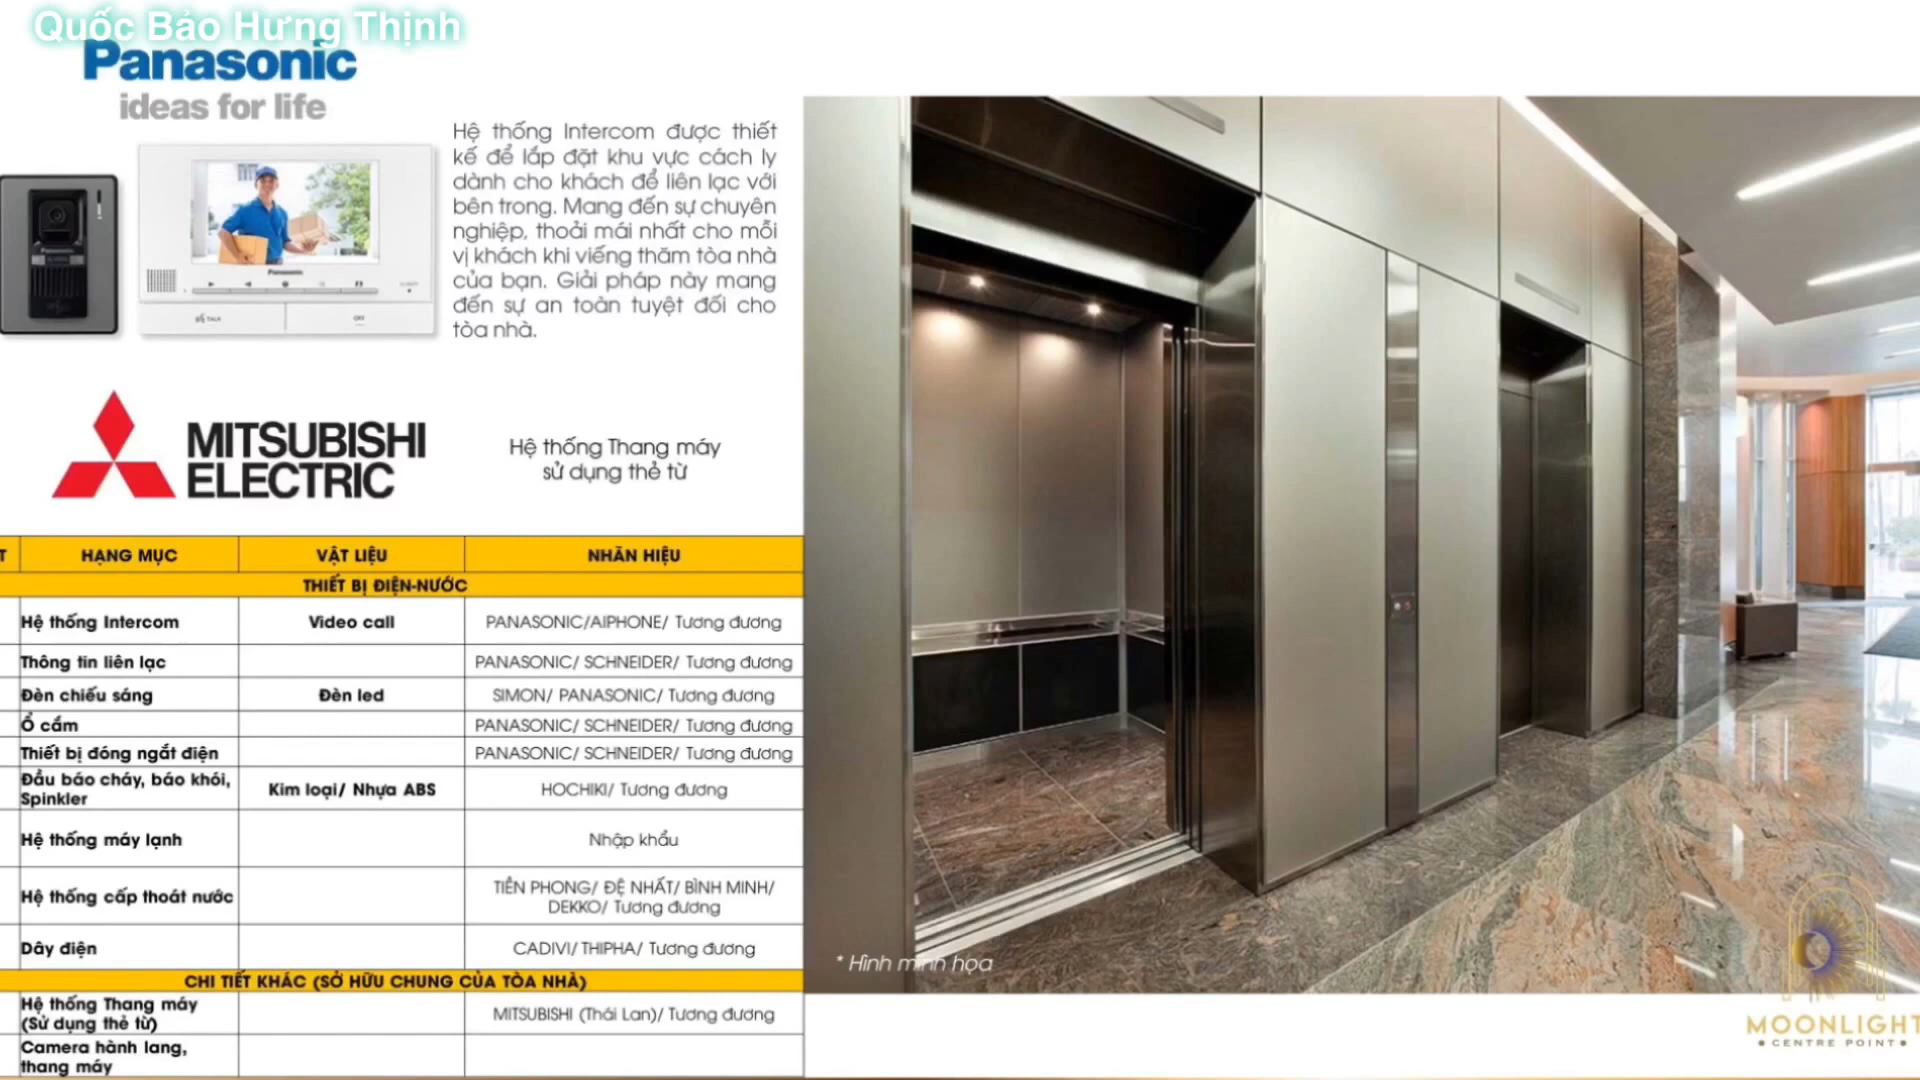 Quốc Bảo Hưng Thịnh
Panasonic
ideas for life
Hệ thống Intercom được thiết
kế để lắp đặt khu vực cách ly
dành cho khách để liên lạc với
bên trong. Mang đến sự chuyên
nghiệp, thoải mái nhất cho mỗi
vị khách khi viếng thăm tòa nhà
của bạn. Giải pháp này mang
đến sự an toàn tuyệt đối cho
tòa nhà.
Panasonic
TALK
OFF
MITSUBISHI
ELECTRIC
Hệ thống Thang máy
sử dụng thẻ từ
T HẠNG MỤC VẬT LIỆU NHÃN HIỆU
THIẾT BỊ ĐIỆN-NƯỚC
Hệ thống Intercom Video call PANASONIC/AIPHONE/ Tương đương
Thông tin liên lạc PANASONIC/ SCHNEIDER/ Tương đương
Đèn chiếu sáng Đèn led SIMON/ PANASONIC/ Tương đương
Ổ cắm PANASONIC/ SCHNEIDER/ Tương đương
Thiết bị đóng ngắt điện PANASONIC/ SCHNEIDER/ Tương đương
Đầu báo cháy, báo khói,
Spinkler Kim loại/ Nhựa ABS HOCHIKI/ Tương đương
Hệ thống máy lạnh Nhập khẩu
Hệ thống cấp thoát nước TIỀN PHONG/ ĐỆ NHẤT/ BÌNH MINH/
DEKKO/ Tương đương
Dây điện CADIVI/ THIPHA/ Tương đương
CHI TIẾT KHÁC (SỞ HỮU CHUNG CỦA TÒA NHÀ)
Hệ thống Thang máy
(Sử dụng thẻ từ) MITSUBISHI (Thái Lan)/ Tương đương
Camera hành lang,
thang máy
* Hình minh họa
MOONLIGHT
• CENTRE POINT •